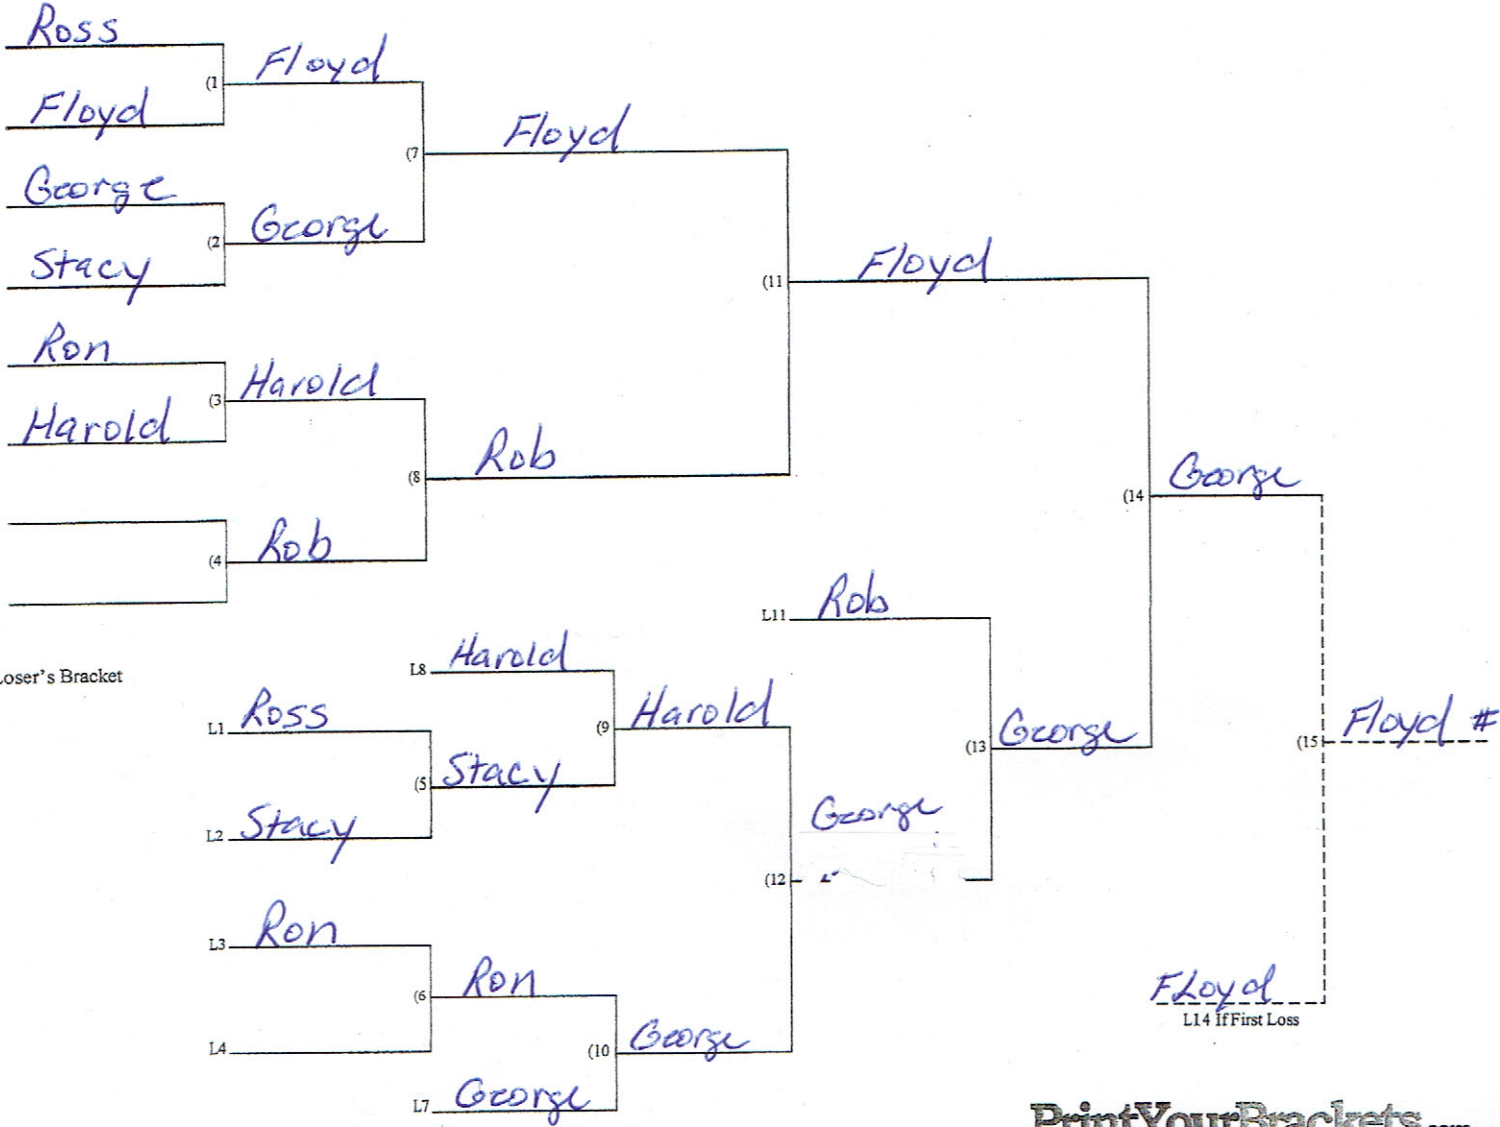 Ross
(1
Floyd
Floyd
(7
Floyd
George
(2
George
Stacy
(11
Floyd
Ron
(3
Harold
Harold
(8
Rob
(4
Rob
(14
George
L11
Rob
Loser's Bracket
L8
Harold
L1
Ross
(9
Harold
(5
Stacy
L2
Stacy
(13
George
(15
Floyd #
George
(12
L3
Ron
(6
Ron
L4
(10
George
L7
George
FLoyd
L14 If First Loss
PrintYourBrackets.com